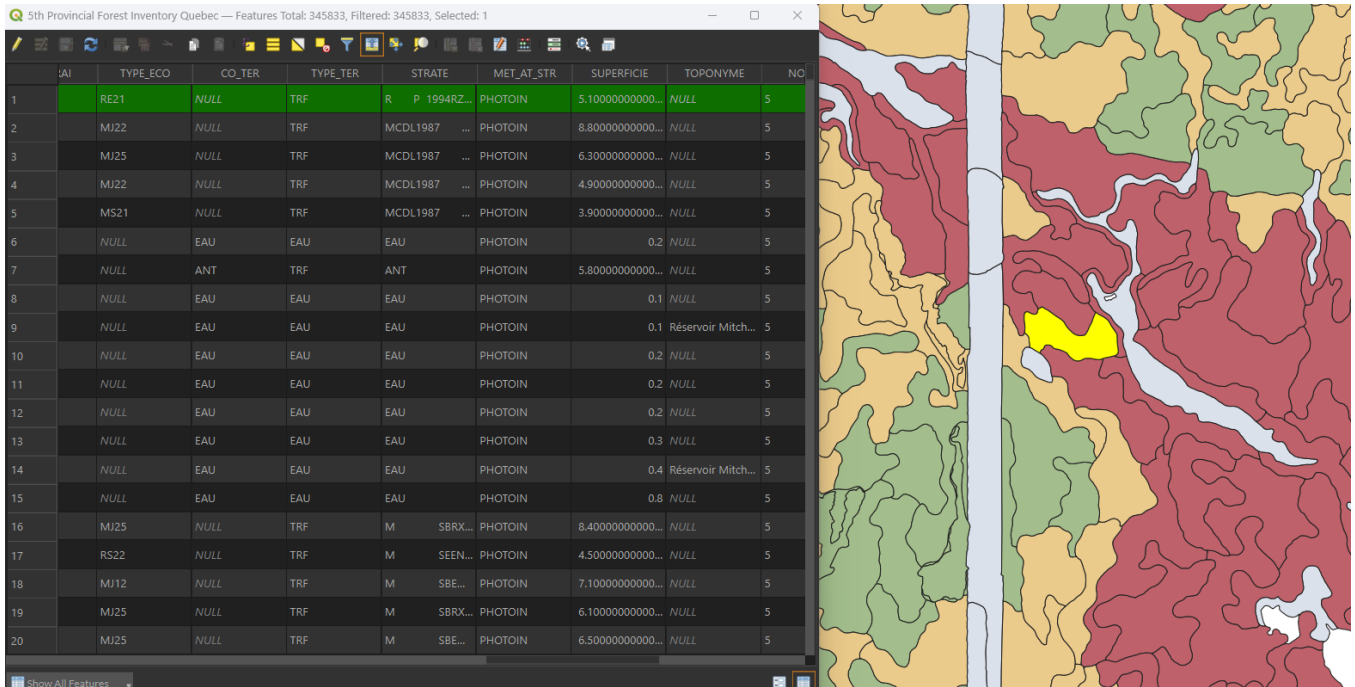 5th Provincial Forest Inventory Quebec — Features Total: 345833, Filtered: 345833, Selected: 1
RAI TYPE_ECO CO_TER TYPE_TER STRATE MET_AT_STR SUPERFICIE TOPONYME NO
1 RE21 NULL TRF R P 1994RZ... PHOTOIN 5.10000000000... NULL 5
2 MJ22 NULL TRF MCDL1987 ... PHOTOIN 8.80000000000... NULL 5
3 MJ25 NULL TRF MCDL1987 ... PHOTOIN 6.30000000000... NULL 5
4 MJ22 NULL TRF MCDL1987 ... PHOTOIN 4.90000000000... NULL 5
5 MS21 NULL TRF MCDL1987 ... PHOTOIN 3.90000000000... NULL 5
6 NULL EAU EAU EAU PHOTOIN 0.2 NULL 5
7 NULL ANT TRF ANT PHOTOIN 5.80000000000... NULL 5
8 NULL EAU EAU EAU PHOTOIN 0.1 NULL 5
9 NULL EAU EAU EAU PHOTOIN 0.1 Réservoir Mitch... 5
10 NULL EAU EAU EAU PHOTOIN 0.2 NULL 5
11 NULL EAU EAU EAU PHOTOIN 0.2 NULL 5
12 NULL EAU EAU EAU PHOTOIN 0.2 NULL 5
13 NULL EAU EAU EAU PHOTOIN 0.3 NULL 5
14 NULL EAU EAU EAU PHOTOIN 0.4 Réservoir Mitch... 5
15 NULL EAU EAU EAU PHOTOIN 0.8 NULL 5
16 MJ25 NULL TRF M SBRX... PHOTOIN 8.40000000000... NULL 5
17 RS22 NULL TRF M SEEN... PHOTOIN 4.50000000000... NULL 5
18 MJ12 NULL TRF M SBE... PHOTOIN 7.10000000000... NULL 5
19 MJ25 NULL TRF M SBRX... PHOTOIN 6.10000000000... NULL 5
20 MJ25 NULL TRF M SBE... PHOTOIN 6.50000000000... NULL 5
Show All Features